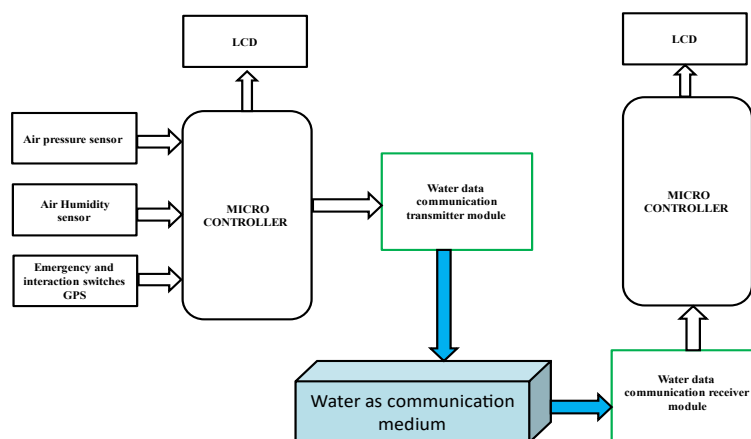 LCD
LCD
Air pressure sensor
Air Humidity
sensor
Emergency and
interaction switches
GPS
MICRO
CONTROLLER
Water data
communication
transmitter module
MICRO
CONTROLLER
Water as communication
medium
Water data
communication receiver
module